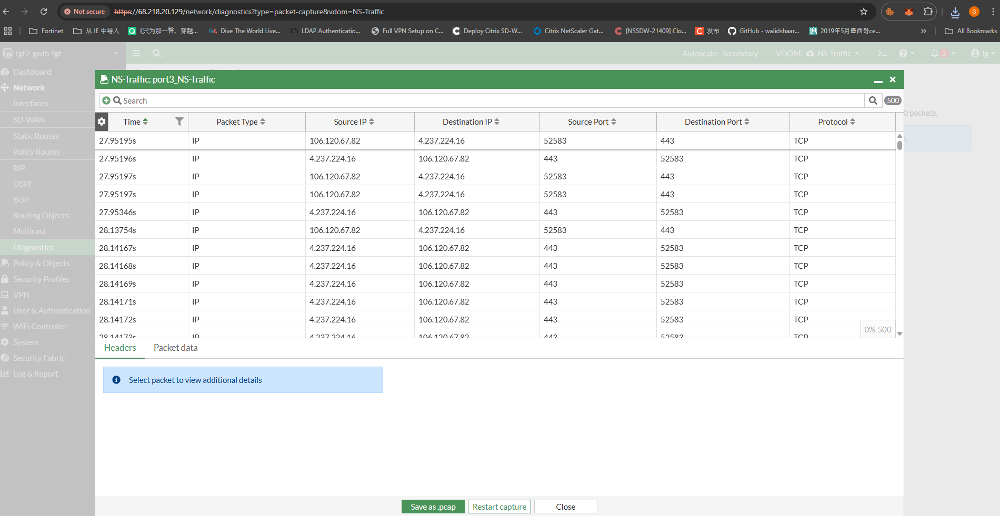 Not secure https://68.218.20.129/network/diagnostics?type=packet-capture&vdom=NS-Traffic G
Fortinet 从 IE 中导入 《只为那一瞥，穿越... Dive The World Live... CS LDAP Authenticatio... Full VPN Setup on C... Deploy Citrix SD-W... Citrix NetScaler Gat... [NSSDW-21409] Clo... C 发布 GitHub - walidshaar... 2019年5月墨西哥ce... » All Bookmarks
fgt2-gwlb-fgt Autoscale: Secondary VDOM: NS-Traffic >_ ? 3 lg
Dashboard
Network
Interfaces
SD-WAN
Static Routes
Policy Routes
RIP
OSPF
BGP
Routing Objects
Multicast
Diagnostics
Policy & Objects
Security Profiles
VPN
User & Authentication
WiFi Controller
System
Security Fabric
Log & Report
NS-Traffic: port3_NS-Traffic
Search 500
0 packets.
Time Packet Type Source IP Destination IP Source Port Destination Port Protocol
27.95195s IP 106.120.67.82 4.237.224.16 52583 443 TCP
27.95196s IP 4.237.224.16 106.120.67.82 443 52583 TCP
27.95197s IP 106.120.67.82 4.237.224.16 52583 443 TCP
27.95197s IP 106.120.67.82 4.237.224.16 52583 443 TCP
27.95346s IP 4.237.224.16 106.120.67.82 443 52583 TCP
28.13754s IP 106.120.67.82 4.237.224.16 52583 443 TCP
28.14167s IP 4.237.224.16 106.120.67.82 443 52583 TCP
28.14168s IP 4.237.224.16 106.120.67.82 443 52583 TCP
28.14169s IP 4.237.224.16 106.120.67.82 443 52583 TCP
28.14171s IP 4.237.224.16 106.120.67.82 443 52583 TCP
28.14172s IP 4.237.224.16 106.120.67.82 443 52583 TCP
28.14173s IP 4.237.224.16 106.120.67.82 443 52583 TCP
0% 500
Headers Packet data
Select packet to view additional details
Save as .pcap Restart capture Close